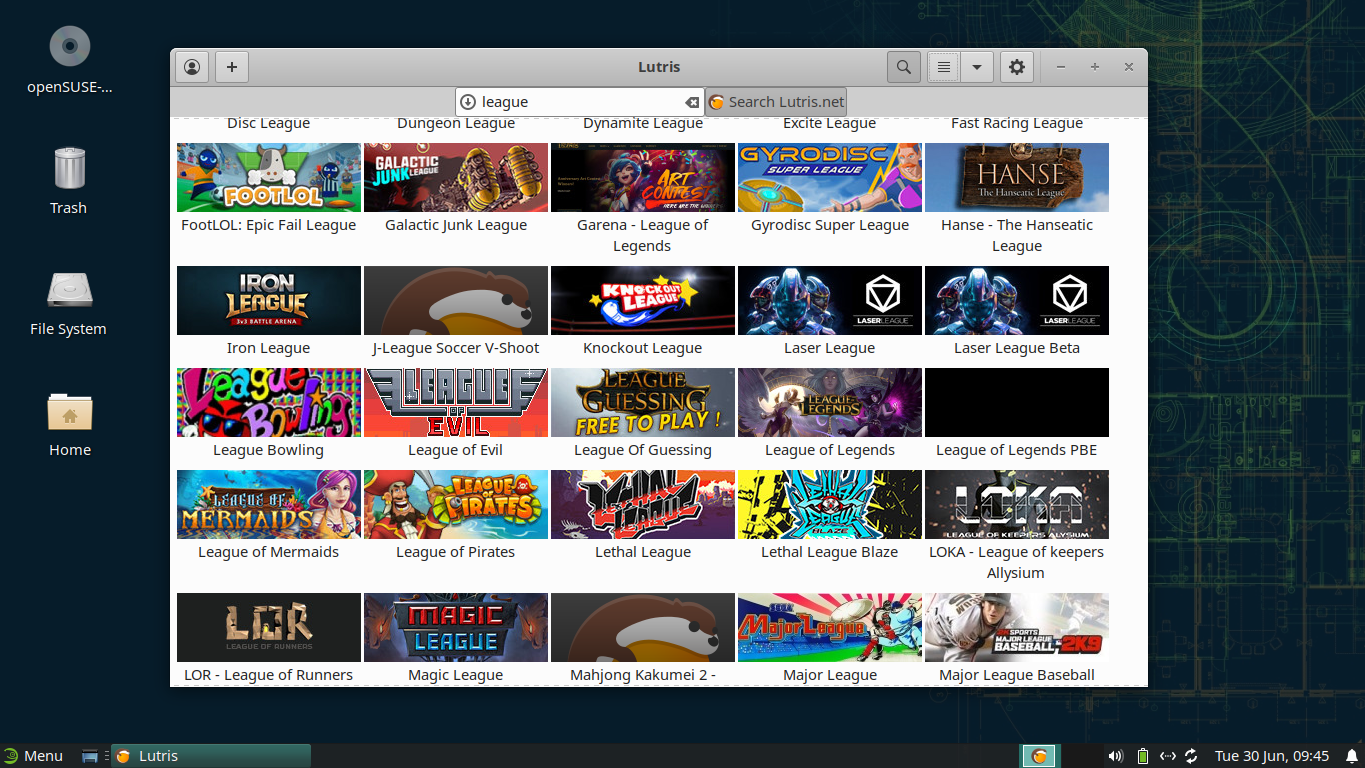 openSUSE-...
Trash
File System
Home
Lutris
league
Search Lutris.net
Disc League
Dungeon League
Dynamite League
Excite League
Fast Racing League
FOOTLOL
GALACTIC
JUNK LEAGUE
ART
CONTEST
GYRODISC
SUPER LEAGUE
HANSE
The Hanseatic League
FootLOL: Epic Fail League
Galactic Junk League
Garena - League of
Legends
Gyrodisc Super League
Hanse - The Hanseatic
League
IRON
LEAGUE
3V3 BATTLE ARENA
KNOCKOUT
LEAGUE
LASERLEAGUE
LASERLEAGUE
Iron League
J-League Soccer V-Shoot
Knockout League
Laser League
Laser League Beta
League
Bowling
LEAGUE
OF
EVIL
LEAGUE
GUESSING
FREE TO PLAY !
LEAGUE OF
LEGENDS
League Bowling
League of Evil
League Of Guessing
League of Legends
League of Legends PBE
LEAGUE OF
MERMAIDS
LEAGUE
OF
PIRATES
LETHAL
LEAGUE
LETHAL
LEAGUE
BLAZE
LOKA
LEAGUE OF KEEPERS ALYSIUM
League of Mermaids
League of Pirates
Lethal League
Lethal League Blaze
LOKA - League of keepers
Allysium
LOR
LEAGUE OF RUNNERS
MAGIC
LEAGUE
SEGA
Major League
2K SPORTS
MAJOR LEAGUE
BASEBALL 2K9
LOR - League of Runners
Magic League
Mahjong Kakumei 2 -
Major League
Major League Baseball
Menu
Lutris
Tue 30 Jun, 09:45